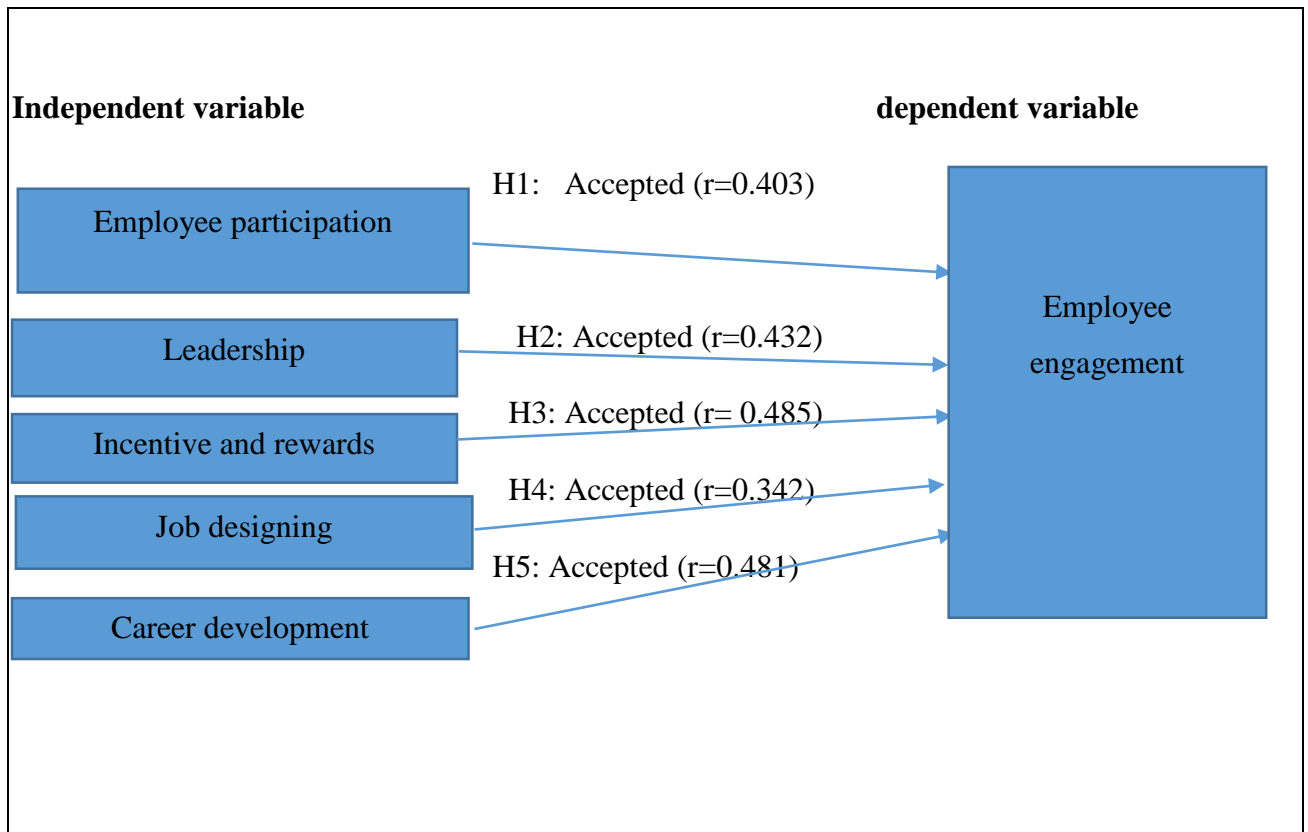 Independent variable
dependent variable
H1: Accepted (r=0.403)
Employee participation
H2: Accepted (r=0.432)
Leadership
Employee
engagement
H3: Accepted (r= 0.485)
Incentive and rewards
H4: Accepted (r=0.342)
Job designing
H5: Accepted (r=0.481)
Career development